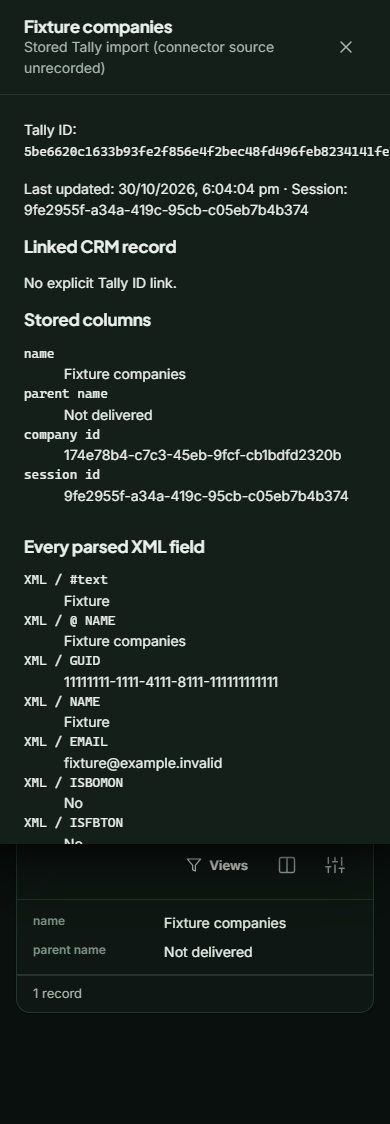 Fixture companies
Stored Tally import (connector source
unrecorded)
Tally ID:
5be6620c1633b93fe2f856e4f2bec48fd496feb8234141fe
Last updated: 30/10/2026, 6:04:04 pm · Session:
9fe2955f-a34a-419c-95cb-c05eb7b4b374
Linked CRM record
No explicit Tally ID link.
Stored columns
name
Fixture companies
parent name
Not delivered
company id
174e78b4-c7c3-45eb-9fcf-cb1bdfd2320b
session id
9fe2955f-a34a-419c-95cb-c05eb7b4b374
Every parsed XML field
XML / #text
Fixture
XML / @ NAME
Fixture companies
XML / GUID
11111111-1111-4111-8111-111111111111
XML / NAME
Fixture
XML / EMAIL
fixture@example.invalid
XML / ISBOMON
No
XML / ISFBTON
No
Views
name Fixture companies
parent name Not delivered
1 record